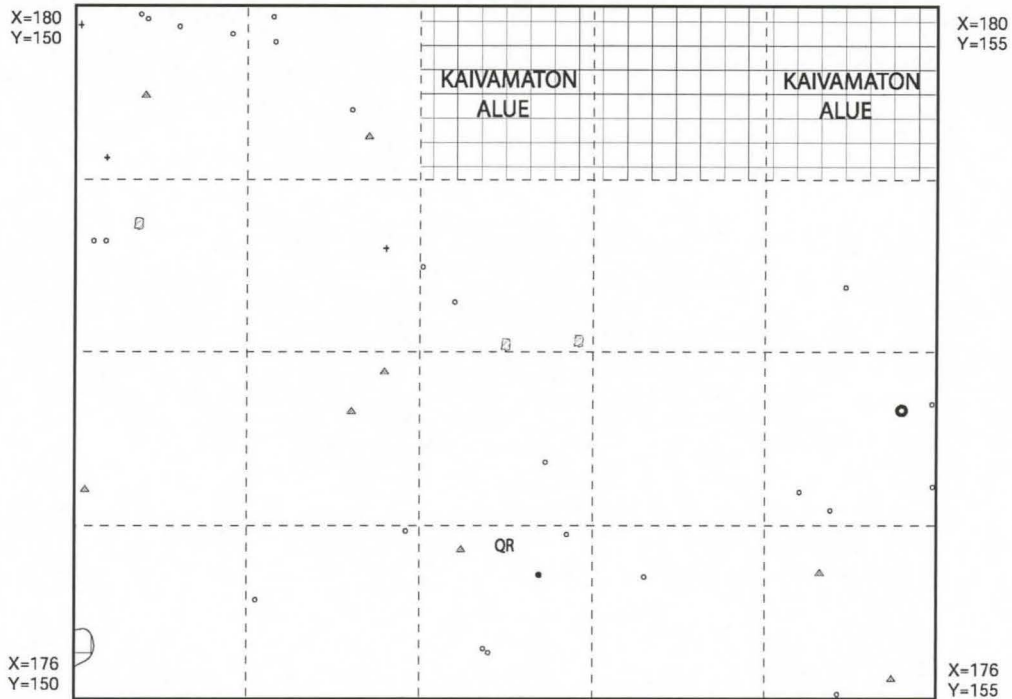 X=180
Y=150
X=180
Y=155
KAIVAMATON
ALUE
KAIVAMATON
ALUE
QR
X=176
Y=150
X=176
Y=155